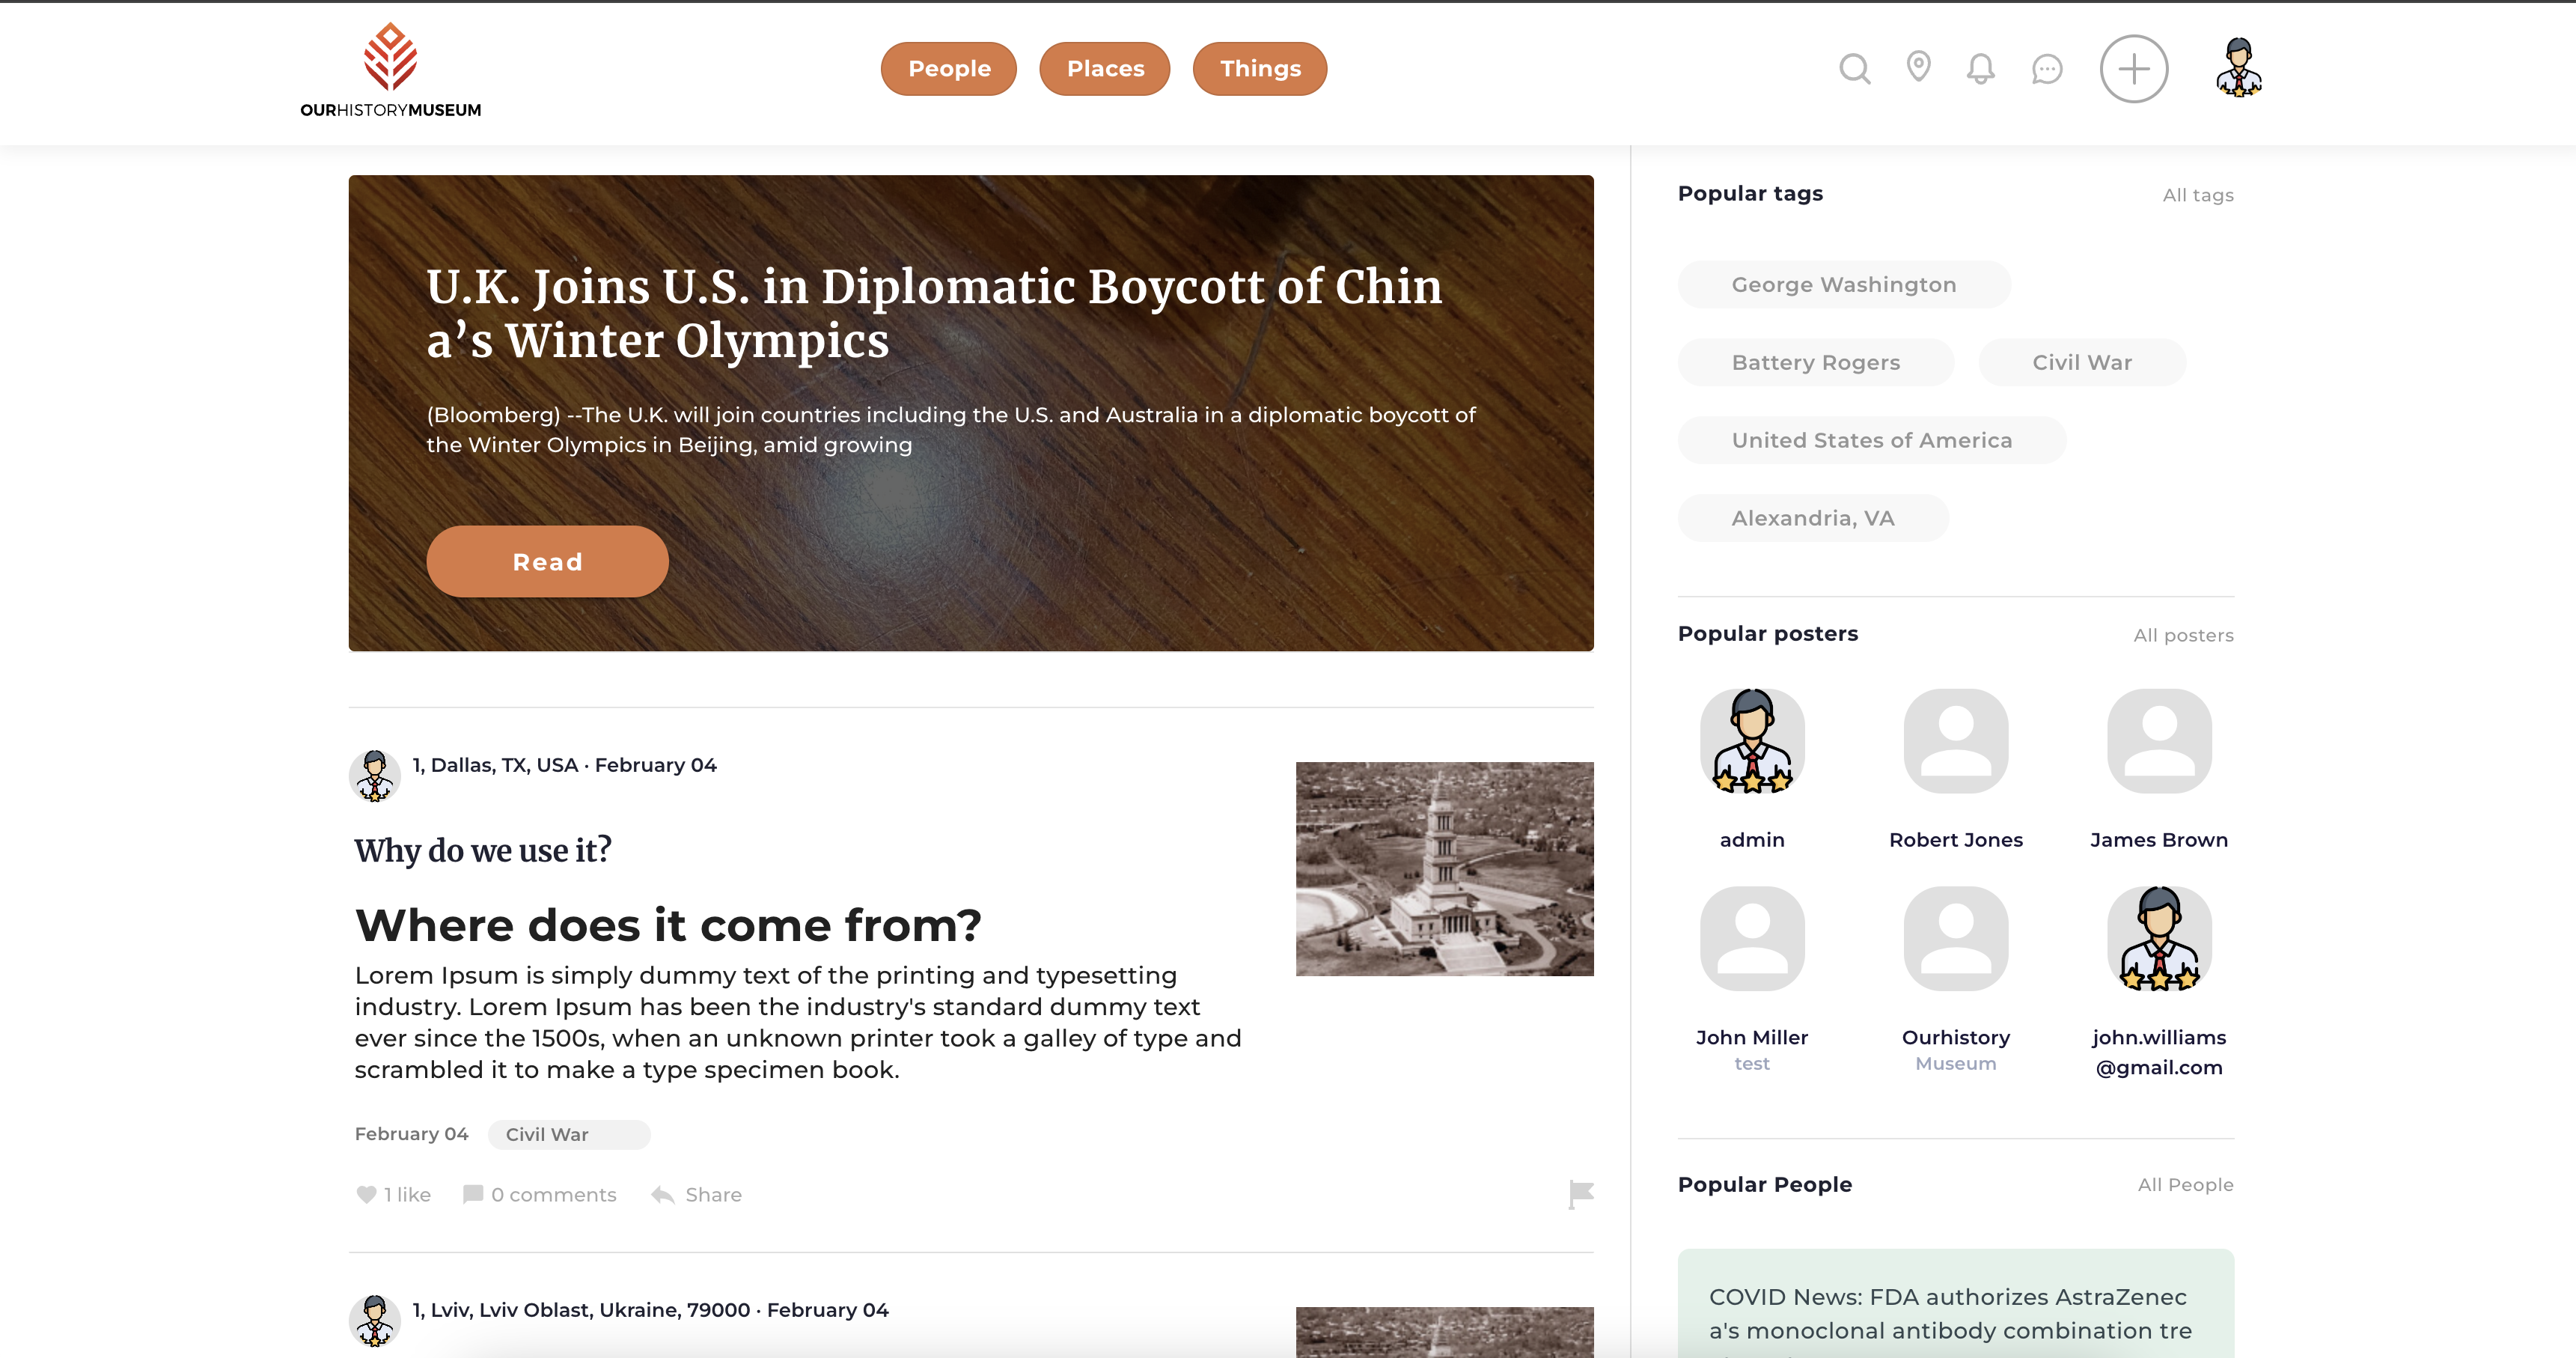 OURHISTORYMUSEUM
People
Places
Things
U.K. Joins U.S. in Diplomatic Boycott of Chin
a’s Winter Olympics
(Bloomberg) --The U.K. will join countries including the U.S. and Australia in a diplomatic boycott of
the Winter Olympics in Beijing, amid growing
Read
1, Dallas, TX, USA · February 04
Why do we use it?
Where does it come from?
Lorem Ipsum is simply dummy text of the printing and typesetting
industry. Lorem Ipsum has been the industry's standard dummy text
ever since the 1500s, when an unknown printer took a galley of type and
scrambled it to make a type specimen book.
February 04
Civil War
1 like
0 comments
Share
1, Lviv, Lviv Oblast, Ukraine, 79000 · February 04
Popular tags
All tags
George Washington
Battery Rogers
Civil War
United States of America
Alexandria, VA
Popular posters
All posters
admin
Robert Jones
James Brown
John Miller
test
Ourhistory
Museum
john.williams
@gmail.com
Popular People
All People
COVID News: FDA authorizes AstraZenec
a's monoclonal antibody combination tre